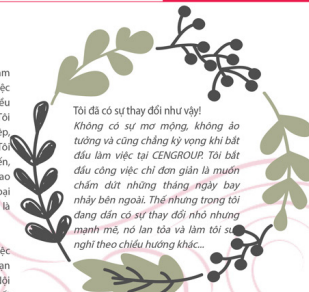 Tôi đã có sự thay đổi như vậy!
Không có sự mơ mộng, không ảo
tưởng và cũng chẳng kỳ vọng khi bắt
đầu làm việc tại CENGROUP. Tôi bắt
đầu công việc chỉ đơn giản là muốn
chấm dứt những tháng ngày bay
nhảy bên ngoài. Thế nhưng trong tôi
đang dần có sự thay đổi nhỏ nhưng
mạnh mẽ, nó lan tỏa và làm tôi suy
nghĩ theo chiều hướng khác...